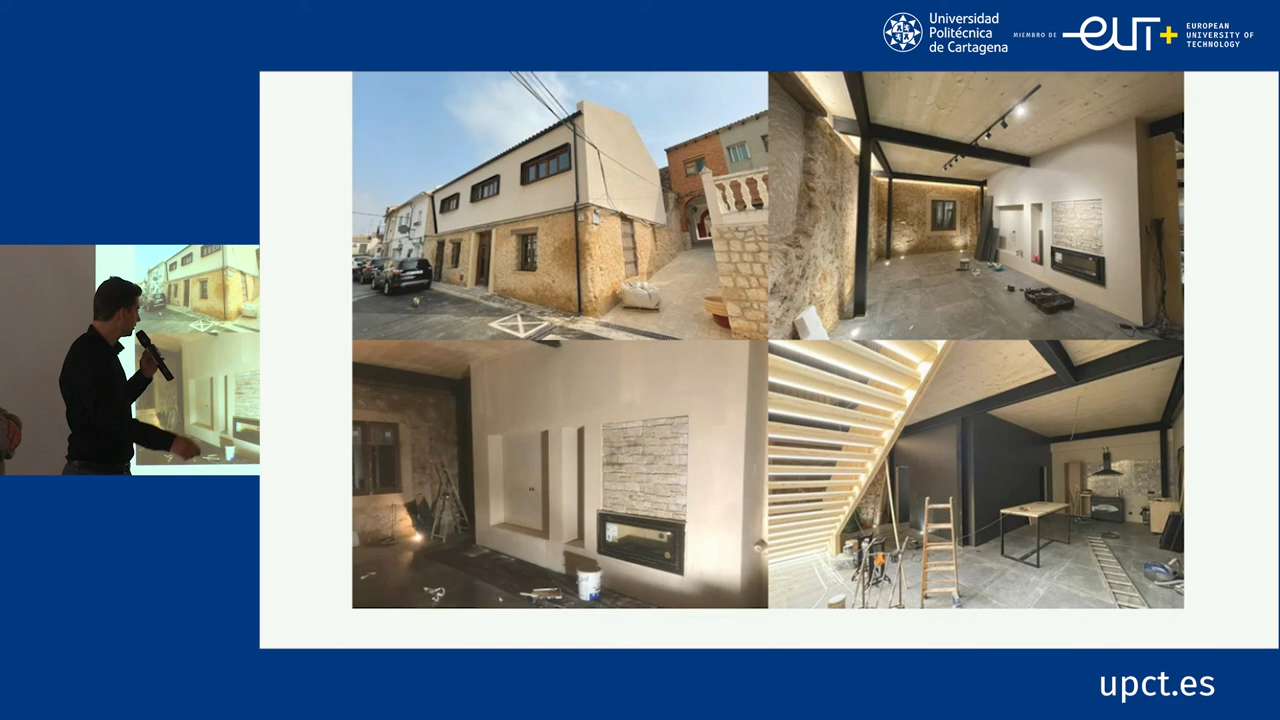 Universidad
Politécnica
de Cartagena
MIEMBRO DE
EUT+
EUROPEAN
UNIVERSITY OF
TECHNOLOGY
upct.es